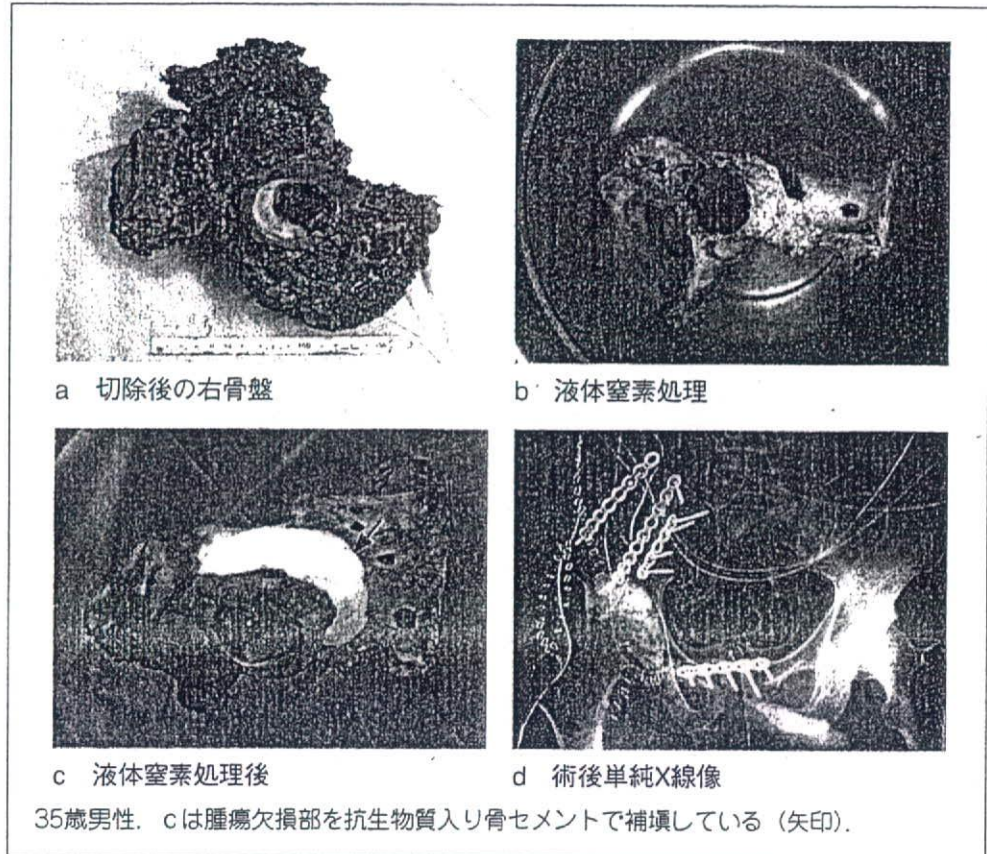 a 切除後の右骨盤
b 液体窒素処理
c 液体窒素処理後
d 術後単純X線像
35歳男性. cは腫瘍欠損部を抗生物質入り骨セメントで補塡している（矢印）.